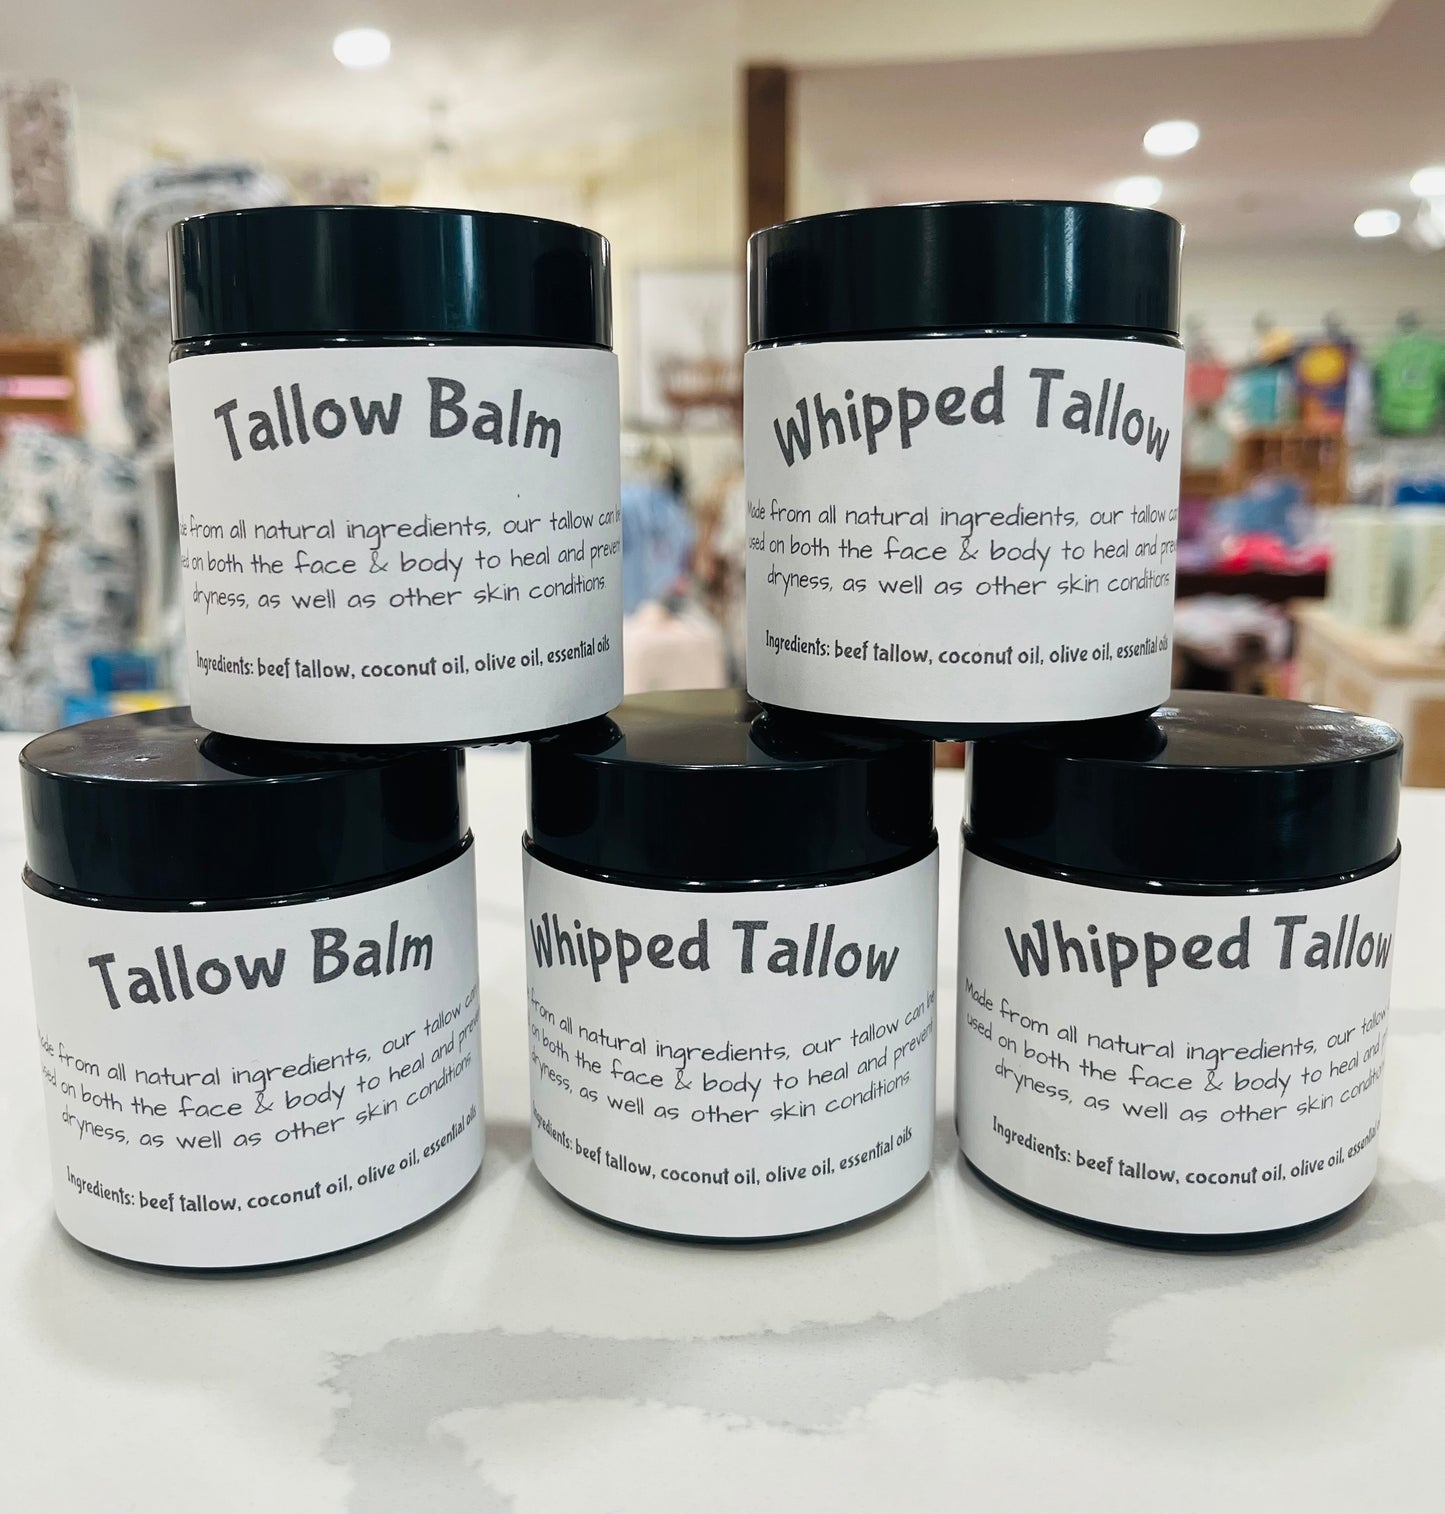 Tallow Balm
from all natural ingredients, our tallow can be
on both the face & body to heal and prevent
dryness, as well as other skin conditions.
Ingredients: beef tallow, coconut oil, olive oil, essential oils
Whipped Tallow
Made from all natural ingredients, our tallow
used on both the face & body to heal and
dryness, as well as other skin conditions.
Ingredients: beef tallow, coconut oil, olive oil, essential oils
Tallow Balm
from all natural ingredients, our tallow can
on both the face & body to heal and
dryness, as well as other skin conditions.
Ingredients: beef tallow, coconut oil, olive oil, essential oils
Whipped Tallow
from all natural ingredients, our tallow can be
on both the face & body to heal and prevent
dryness, as well as other skin conditions.
Ingredients: beef tallow, coconut oil, olive oil, essential oils
Whipped Tallow
Made from all natural ingredients, our tallow
used on both the face & body to heal and
dryness, as well as other skin
Ingredients: beef tallow, coconut oil, olive oil,